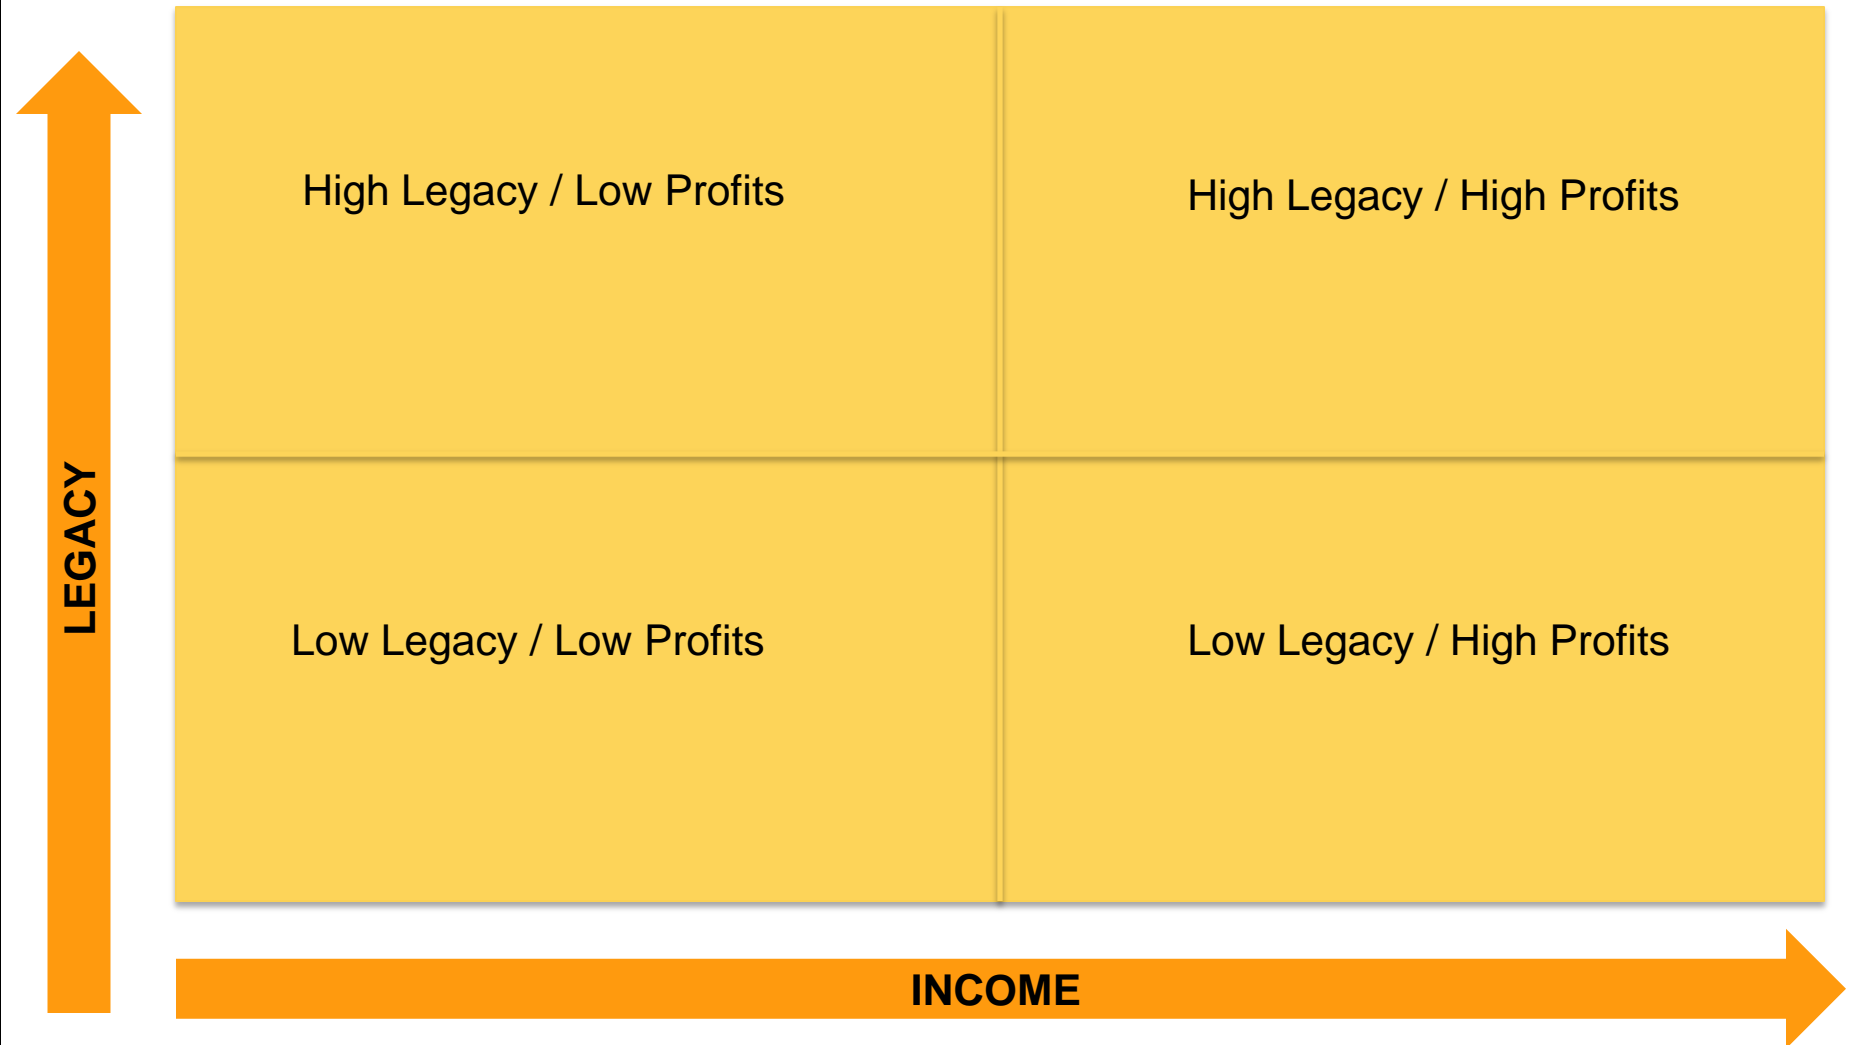 High Legacy / Low Profits
High Legacy / High Profits
LEGACY
Low Legacy / Low Profits
Low Legacy / High Profits
INCOME